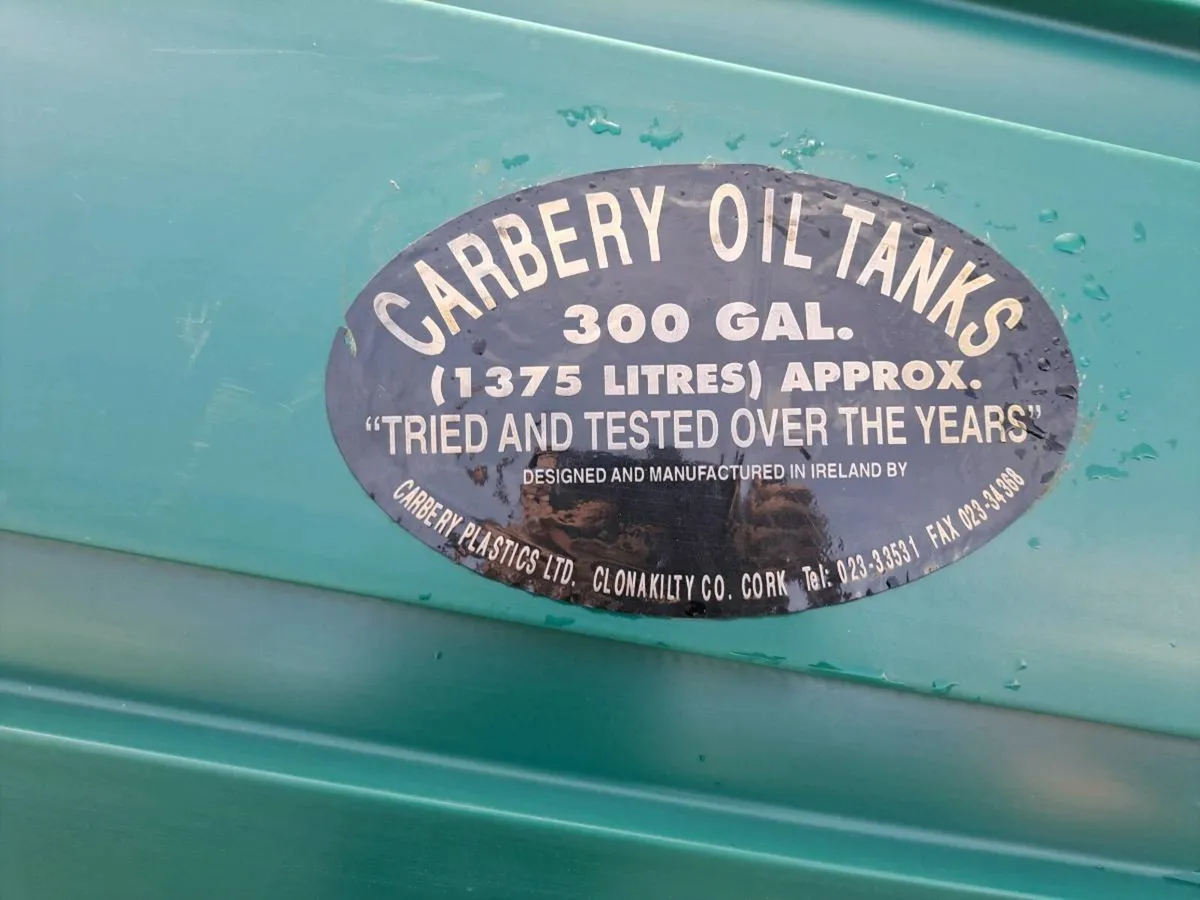 CARBERY OIL TANKS
300 GAL.
(1375 LITRES) APPROX.
“TRIED AND TESTED OVER THE YEARS”
DESIGNED AND MANUFACTURED IN IRELAND BY
CARBERY PLASTICS LTD. CLONAKILTY CO. CORK Tel: 023-33531 FAX 023-34368